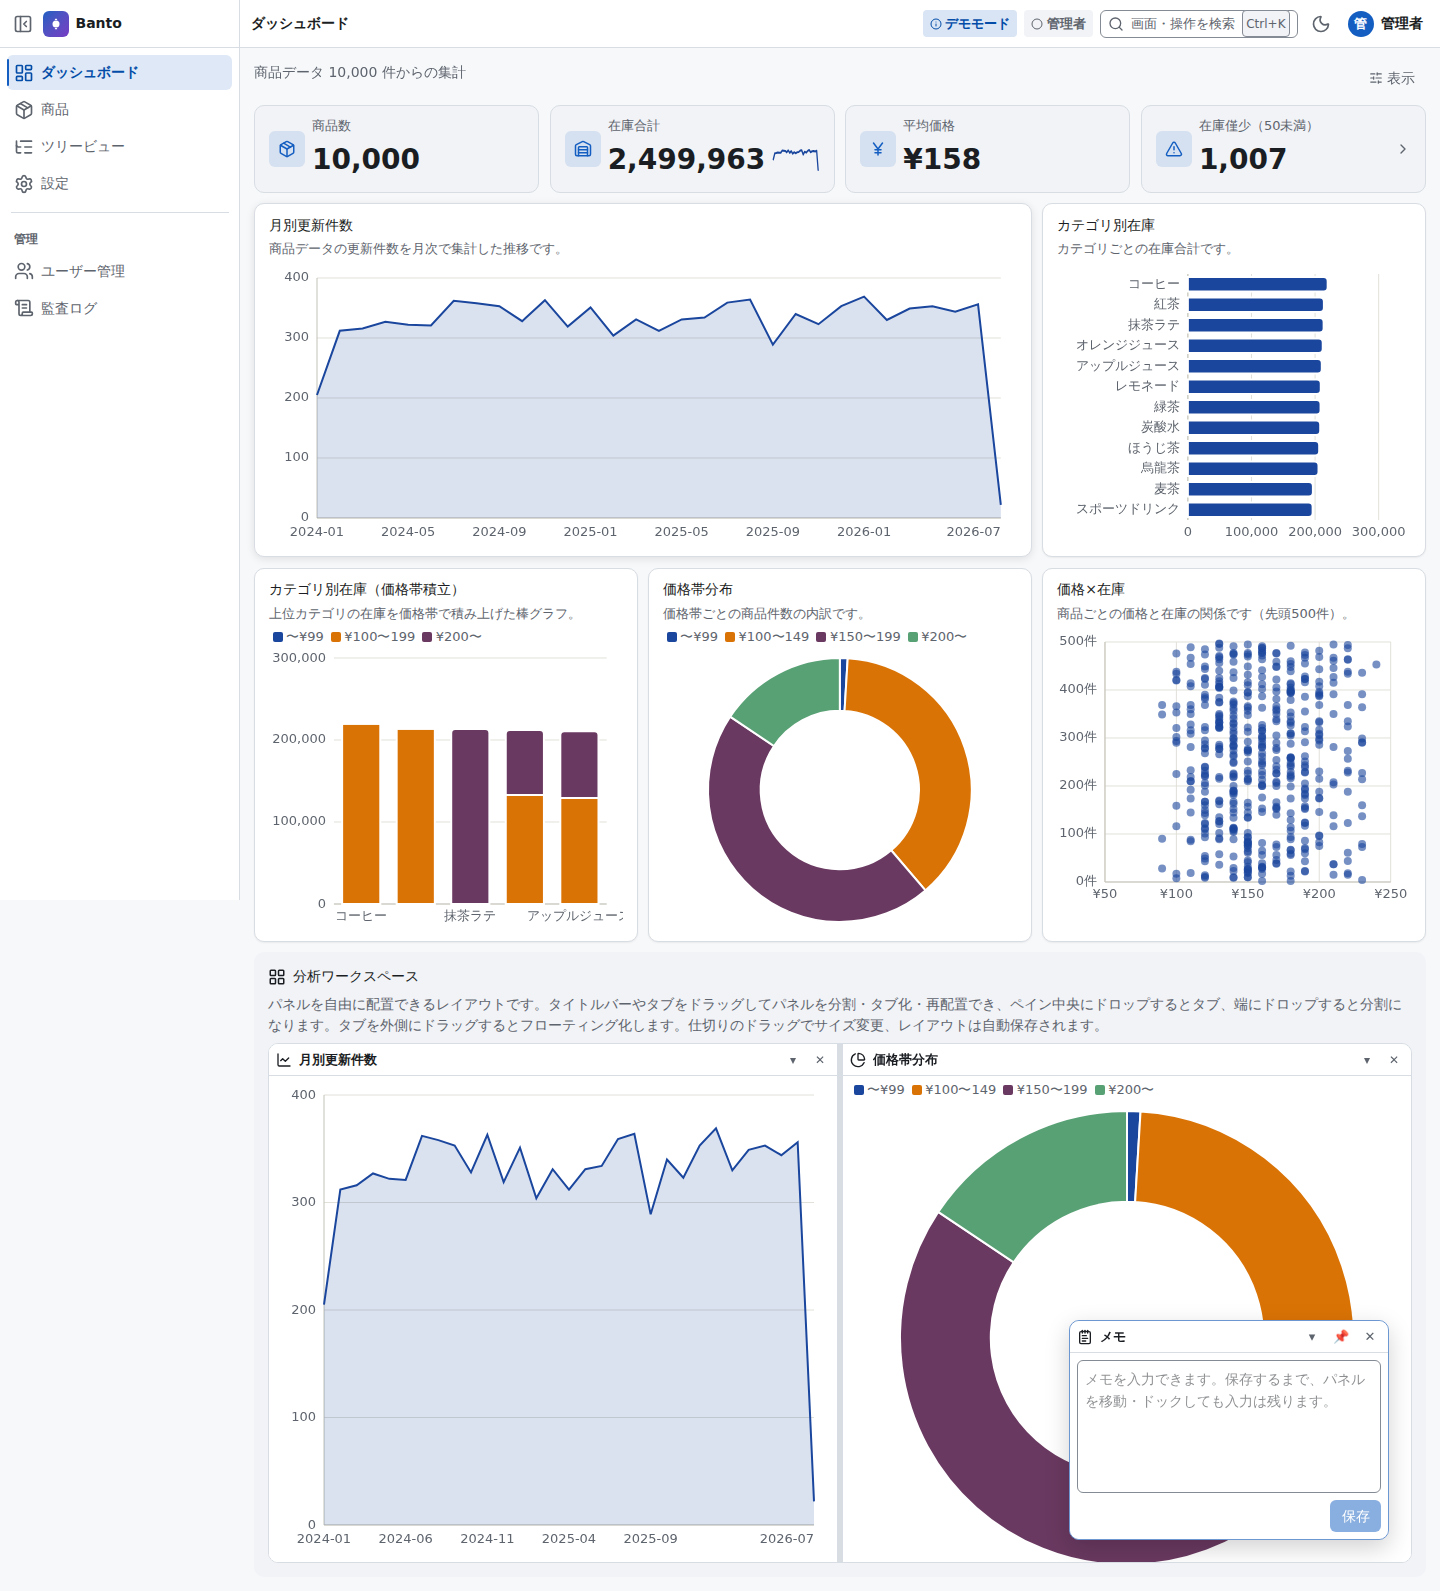 Banto
ダッシュボード
デモモード
管理者
画面・操作を検索 Ctrl+K
管 管理者
ダッシュボード
商品
ツリービュー
設定
管理
ユーザー管理
監査ログ
商品データ 10,000 件からの集計
表示
商品数
10,000
在庫合計
2,499,963
平均価格
¥158
在庫僅少（50未満）
1,007
月別更新件数
商品データの更新件数を月次で集計した推移です。
400
300
200
100
0
2024-01 2024-05 2024-09 2025-01 2025-05 2025-09 2026-01 2026-07
カテゴリ別在庫
カテゴリごとの在庫合計です。
コーヒー
紅茶
抹茶ラテ
オレンジジュース
アップルジュース
レモネード
緑茶
炭酸水
ほうじ茶
烏龍茶
麦茶
スポーツドリンク
0 100,000 200,000 300,000
カテゴリ別在庫（価格帯積立）
上位カテゴリの在庫を価格帯で積み上げた棒グラフ。
〜¥99 ¥100〜199 ¥200〜
300,000
200,000
100,000
0
コーヒー 抹茶ラテ アップルジュース
価格帯分布
価格帯ごとの商品件数の内訳です。
〜¥99 ¥100〜149 ¥150〜199 ¥200〜
価格×在庫
商品ごとの価格と在庫の関係です（先頭500件）。
500件
400件
300件
200件
100件
0件
¥50 ¥100 ¥150 ¥200 ¥250
分析ワークスペース
パネルを自由に配置できるレイアウトです。タイトルバーやタブをドラッグしてパネルを分割・タブ化・再配置でき、ペイン中央にドロップするとタブ、端にドロップすると分割に
なります。タブを外側にドラッグするとフローティング化します。仕切りのドラッグでサイズ変更、レイアウトは自動保存されます。
月別更新件数
400
300
200
100
0
2024-01 2024-06 2024-11 2025-04 2025-09 2026-07
価格帯分布
〜¥99 ¥100〜149 ¥150〜199 ¥200〜
メモ
メモを入力できます。保存するまで、パネル
を移動・ドックしても入力は残ります。
保存